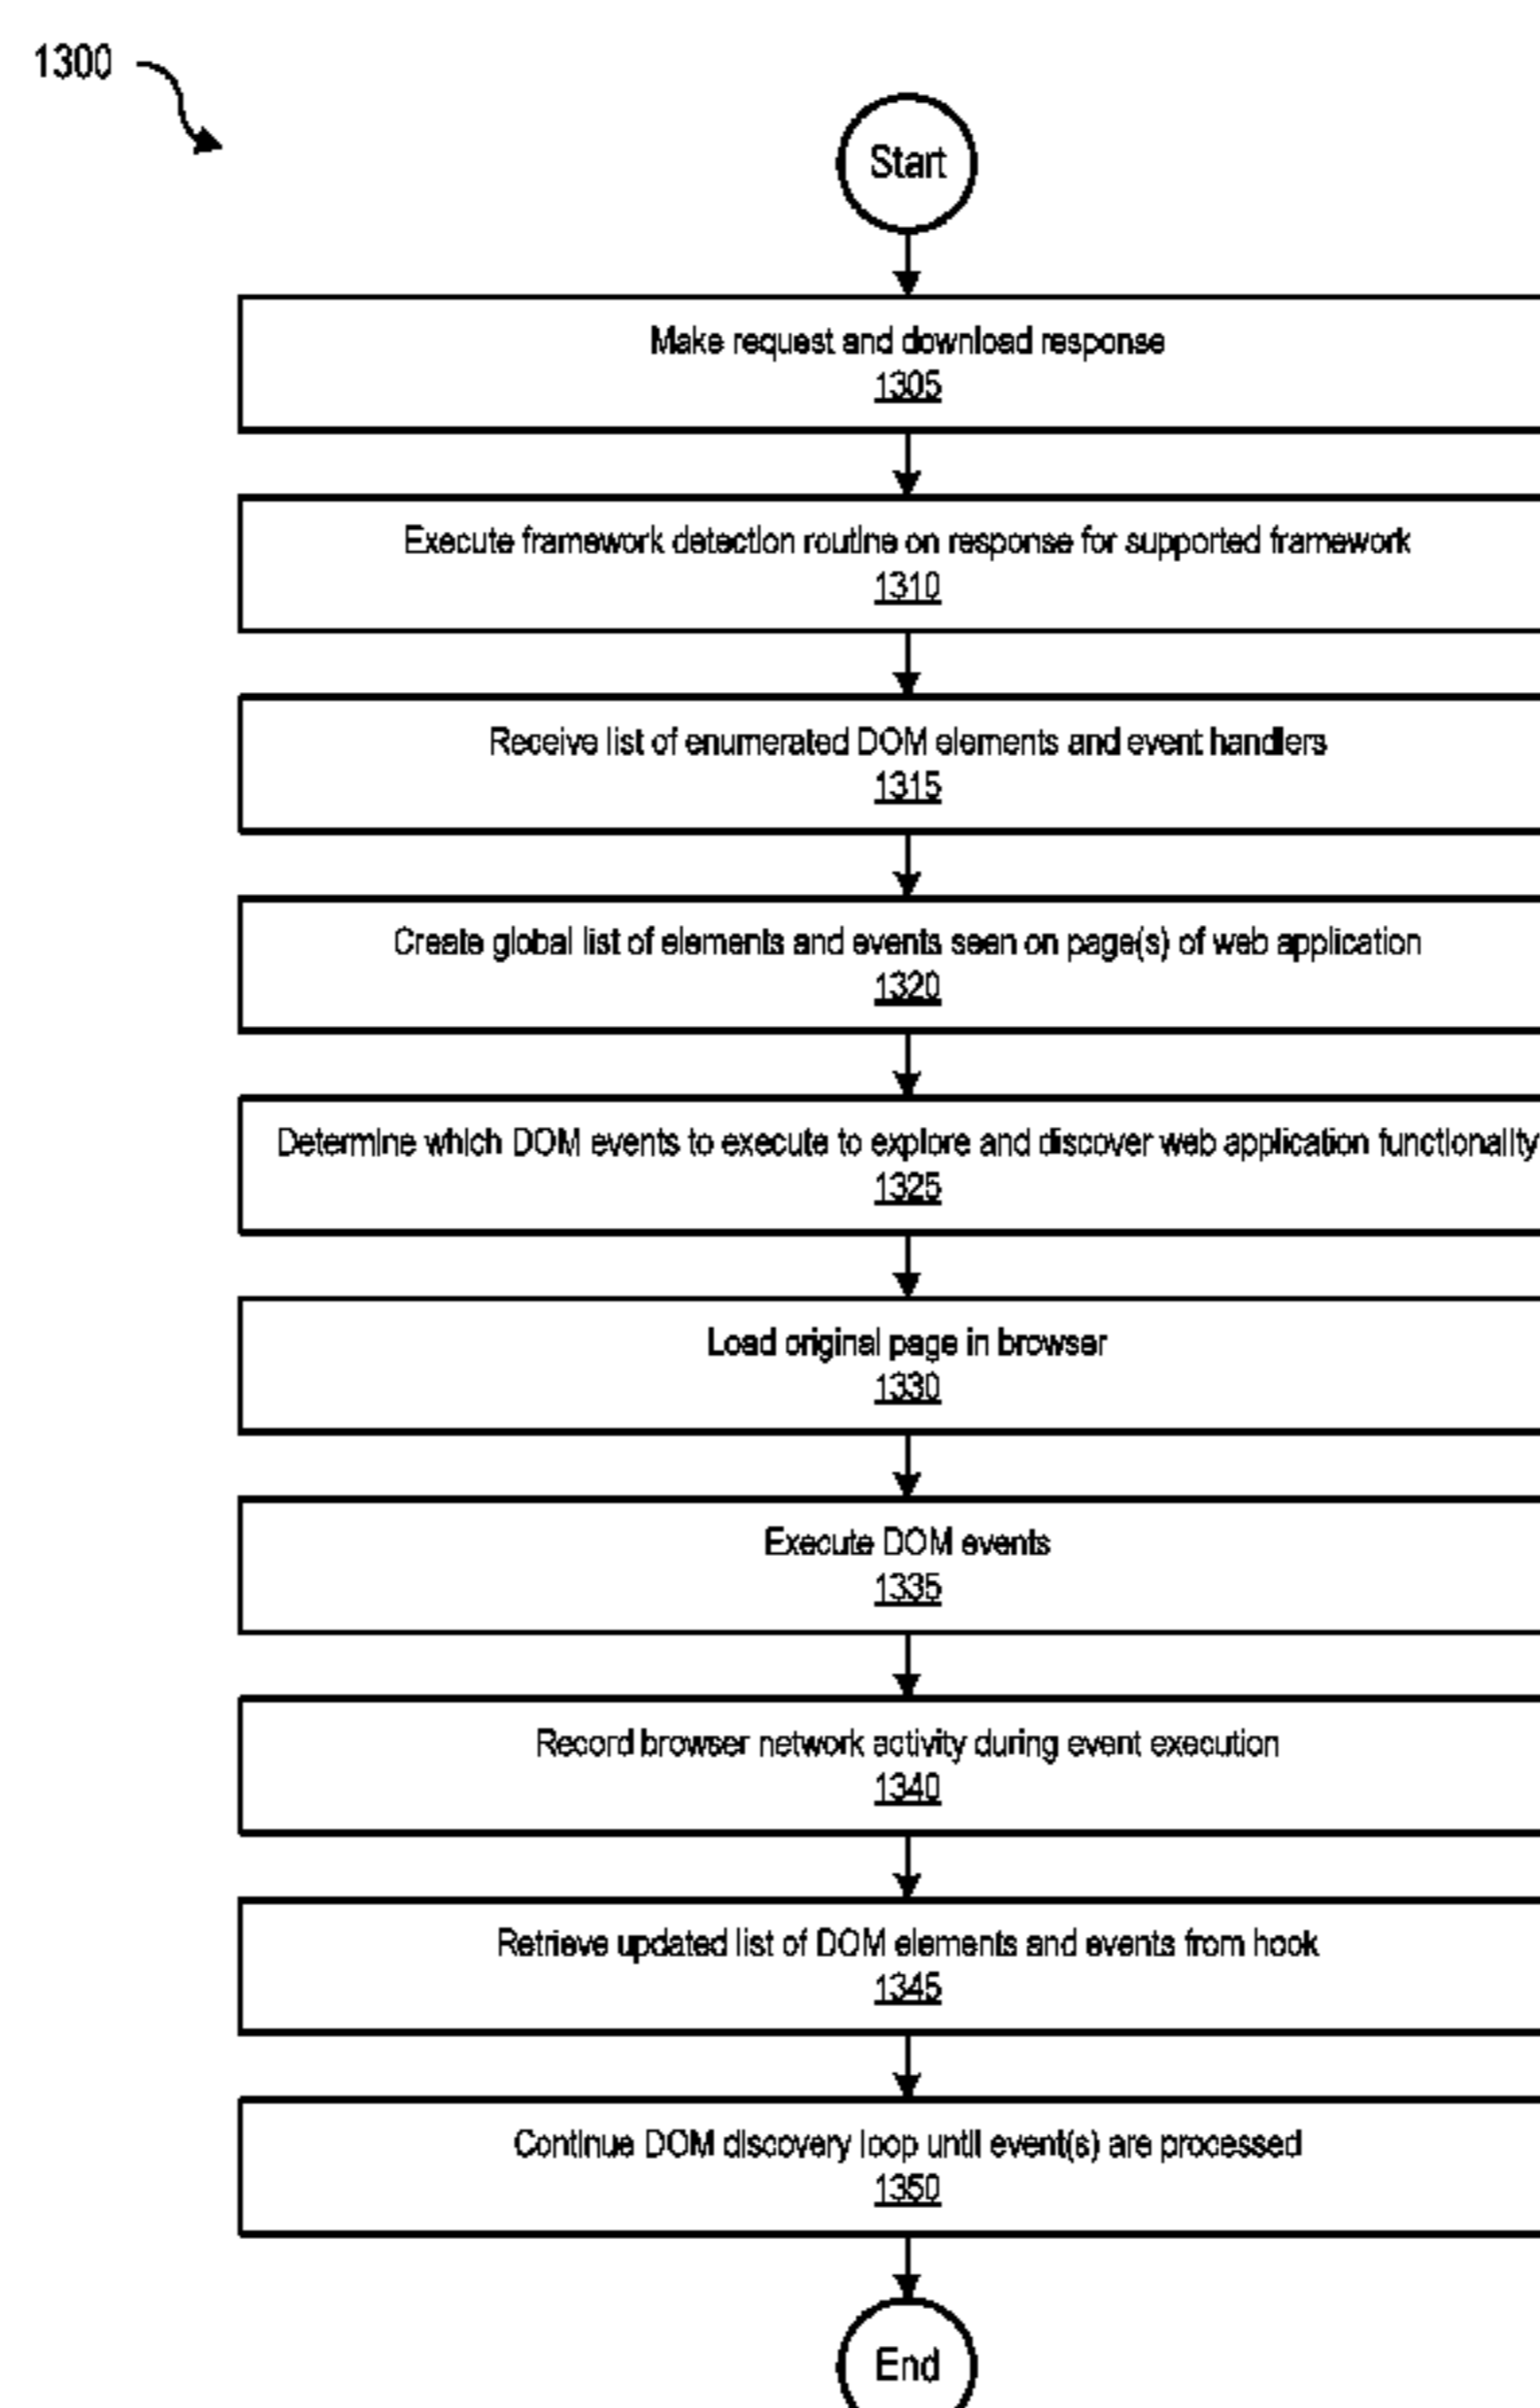 1300
Start
Make request and download response
1305
Execute framework detection routine on response for supported framework
1310
Receive list of enumerated DOM elements and event handlers
1315
Create global list of elements and events seen on page(s) of web application
1320
Determine which DOM events to execute to explore and discover web application functionality
1325
Load original page in browser
1330
Execute DOM events
1335
Record browser network activity during event execution
1340
Retrieve updated list of DOM elements and events from hook
1345
Continue DOM discovery loop until event(s) are processed
1350
End